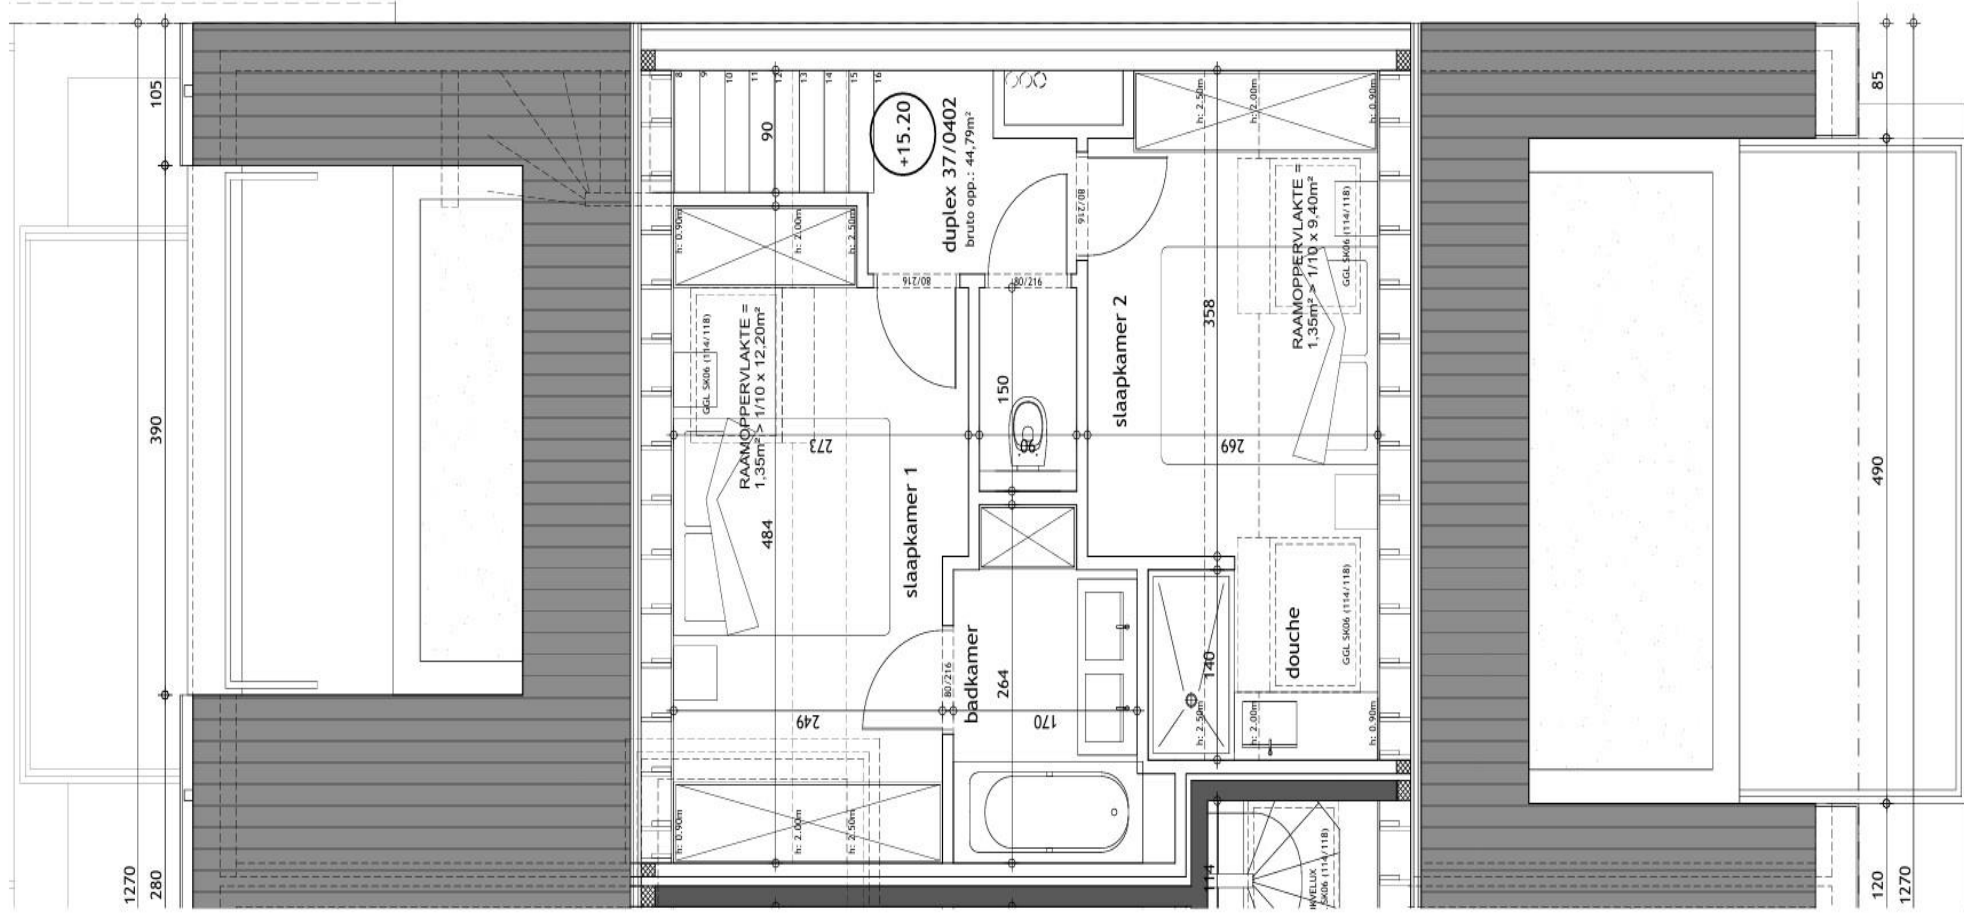 105
390
1270
280
8
9
10
11
12
13
14
15
16
90
+15.20
duplex 37/0402
bruto opp.: 44,79m²
h: 2.50m
h: 2.00m
h: 0.90m
85
h: 0.90m
h: 2.00m
h: 2.50m
80/216
80/216
80/216
GGL SK06 (114/118)
RAAMOPPERVLAKTE =
1,35m² > 1/10 x 12,20m²
GGL SK06 (114/118)
RAAMOPPERVLAKTE =
1,35m² > 1/10 x 9,40m²
358
slaapkamer 2
150
273
90
269
484
slaapkamer 1
490
badkamer
264
80/216
249
170
140
douche
GGL SK06 (114/118)
h: 2.50m
h: 2.00m
h: 0.90m
h: 0.90m
h: 2.00m
h: 2.50m
114
SK06 (114/118)
120
1270